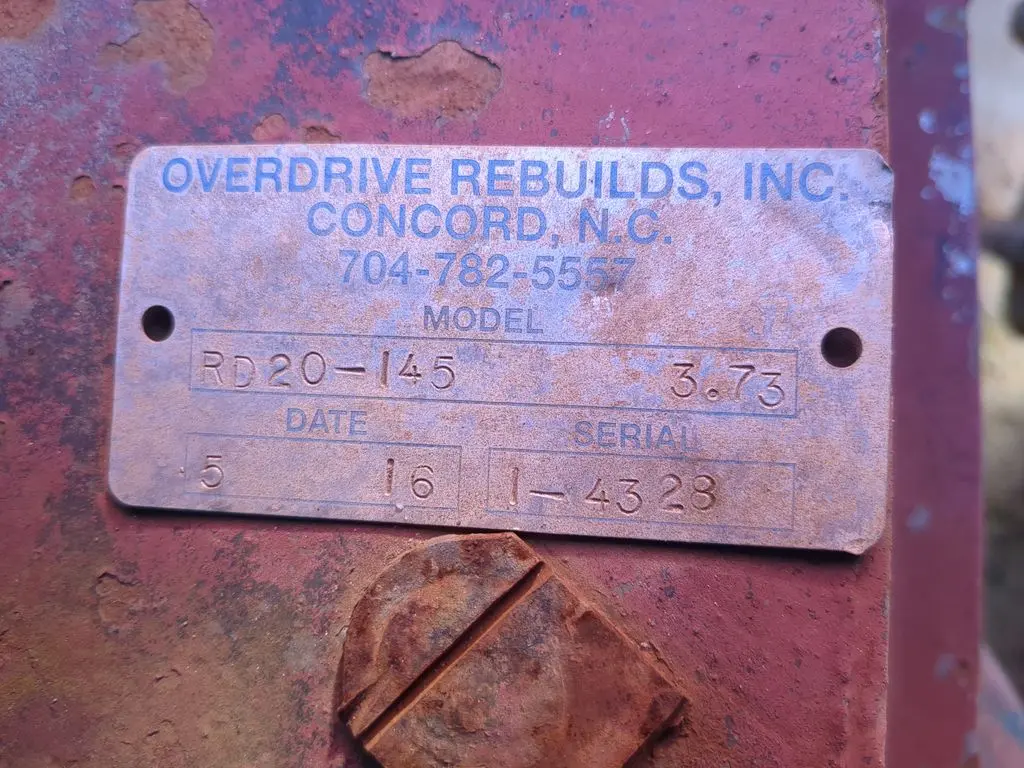 OVERDRIVE REBUILDS, INC.
CONCORD, N.C.
704-782-5557
MODEL
RD20-145 3.73
DATE SERIAL
5 16 1-4328